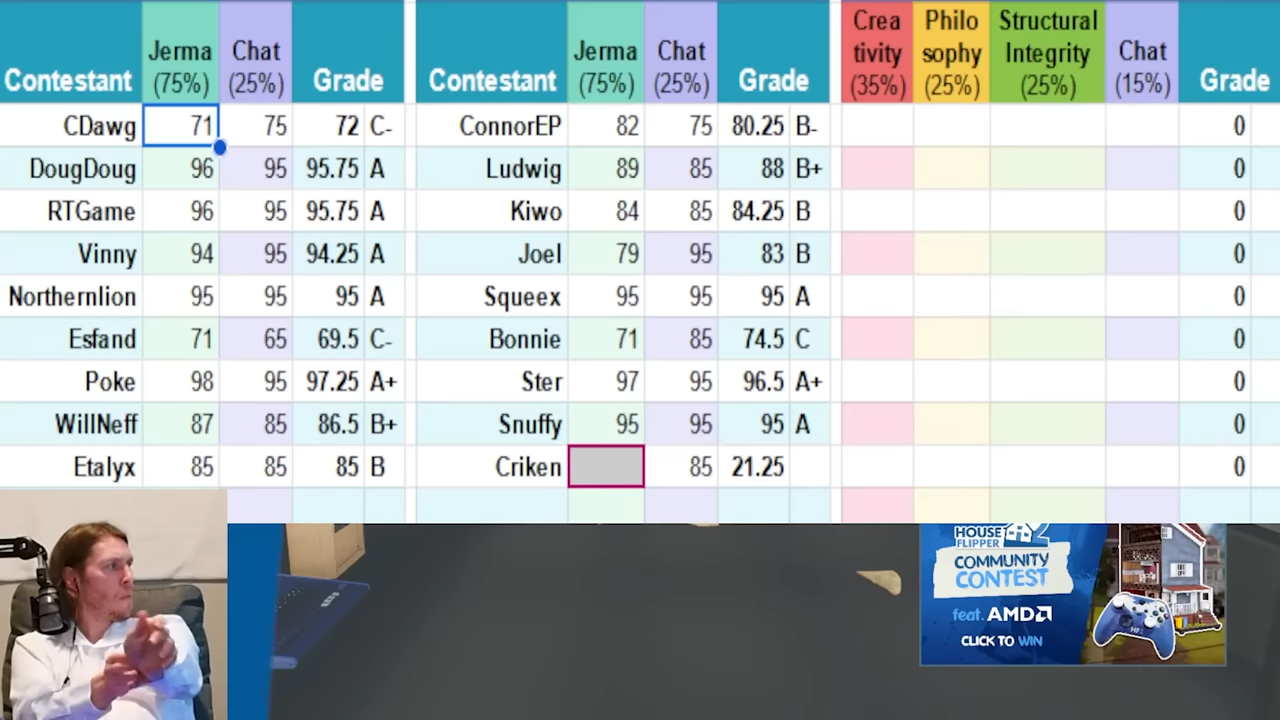 Contestant Jerma (75%) Chat (25%) Grade Contestant Jerma (75%) Chat (25%) Grade Crea tivity (35%) Philo sophy (25%) Structural Integrity (25%) Chat (15%) Grade
CDawg 71 75 72 C- ConnorEP 82 75 80.25 B- 0
DougDoug 96 95 95.75 A Ludwig 89 85 88 B+ 0
RTGame 96 95 95.75 A Kiwo 84 85 84.25 B 0
Vinny 94 95 94.25 A Joel 79 95 83 B 0
Northernlion 95 95 95 A Squeex 95 95 95 A 0
Esfand 71 65 69.5 C- Bonnie 71 85 74.5 C 0
Poke 98 95 97.25 A+ Ster 97 95 96.5 A+ 0
WillNeff 87 85 86.5 B+ Snuffy 95 95 95 A 0
Etalyx 85 85 85 B Criken 85 21.25 0
HOUSE
FLIPPER 2
COMMUNITY
CONTEST
feat. AMD
CLICK TO WIN